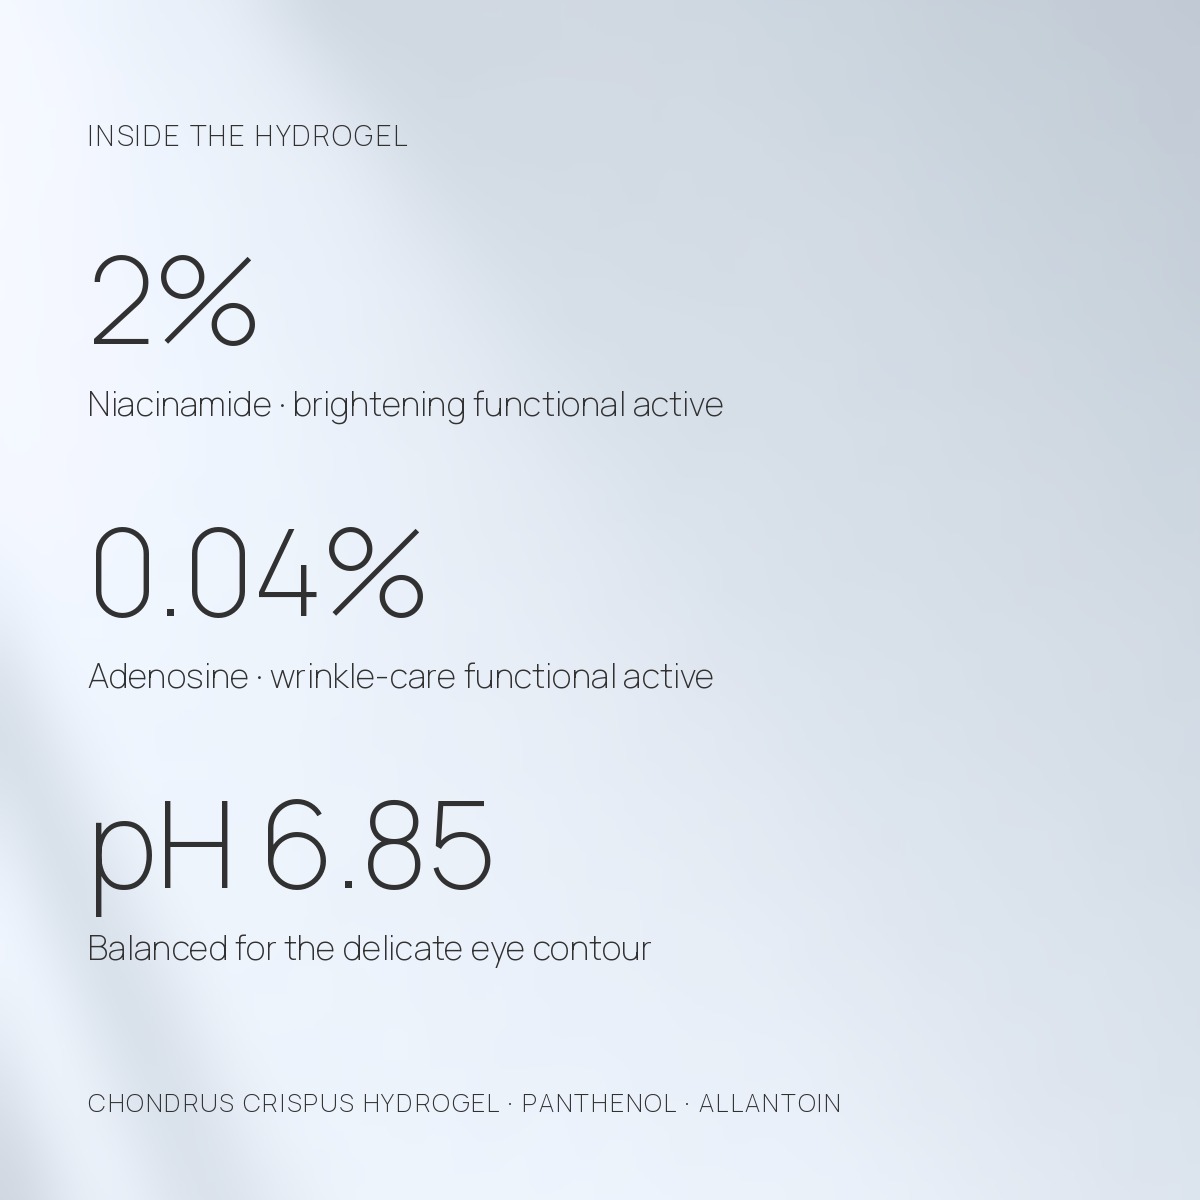 INSIDE THE HYDROGEL
2%
Niacinamide · brightening functional active
0.04%
Adenosine · wrinkle-care functional active
pH 6.85
Balanced for the delicate eye contour
CHONDRUS CRISPUS HYDROGEL · PANTHENOL · ALLANTOIN